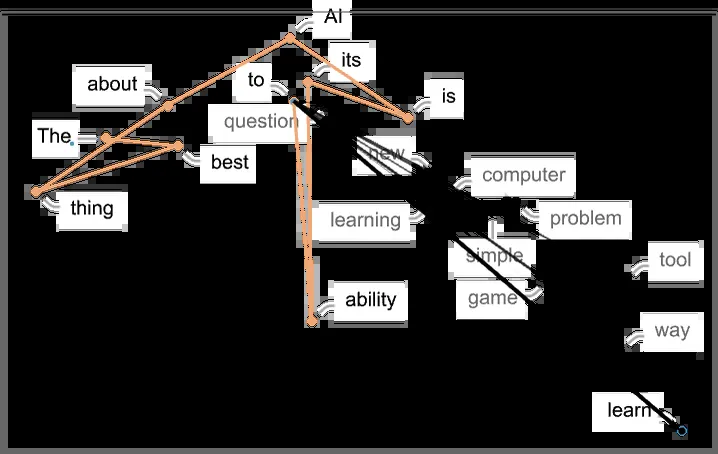 AI
its
to
about
is
question
The
new
best
computer
thing
learning
problem
simple
tool
game
ability
way
learn